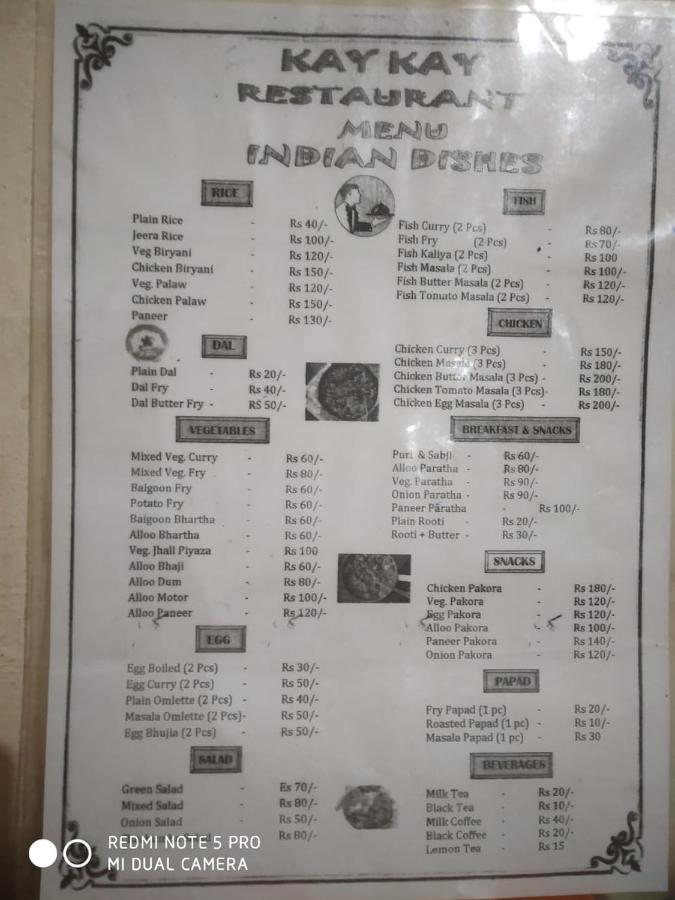 KAY KAY
RESTAURANT
MENU
INDIAN DISHES
RICE
Plain Rice - Rs 40/-
Jeera Rice - Rs 100/-
Veg Biryani - Rs 120/-
Chicken Biryani - Rs 150/-
Veg. Palaw - Rs 120/-
Chicken Palaw - Rs 150/-
Paneer - Rs 130/-
DAL
Plain Dal - Rs 20/-
Dal Fry - Rs 40/-
Dal Butter Fry - RS 50/-
VEGETABLES
Mixed Veg. Curry - Rs 60/-
Mixed Veg. Fry - Rs 80/-
Baigoon Fry - Rs 60/-
Potato Fry - Rs 60/-
Baigoon Bhartha - Rs 60/-
Alloo Bhartha - Rs 60/-
Veg. Jhall Piyaza - Rs 100
Alloo Bhaji - Rs 60/-
Alloo Dum - Rs 80/-
Alloo Motor - Rs 100/-
Alloo Paneer - Rs 120/-
EGG
Egg Boiled (2 Pcs) - Rs 30/-
Egg Curry (2 Pcs) - Rs 50/-
Plain Omlette (2 Pcs) - Rs 40/-
Masala Omlette (2 Pcs)- Rs 50/-
Egg Bhujia (2 Pcs) - Rs 50/-
SALAD
Green Salad - Es 70/-
Mixed Salad - Rs 80/-
Onion Salad - Rs 50/-
Rs 80/-
FISH
Fish Curry (2 Pcs) - Rs 80/-
Fish Fry (2 Pcs) - Rs 70/-
Fish Kaliya (2 Pcs) - Rs 100
Fish Masala (2 Pcs) - Rs 100/-
Fish Butter Masala (2 Pcs) - Rs 120/-
Fish Tomato Masala (2 Pcs) - Rs 120/-
CHICKEN
Chicken Curry (3 Pcs) - Rs 150/-
Chicken Masala (3 Pcs) - Rs 180/-
Chicken Butter Masala (3 Pcs) - Rs 200/-
Chicken Tomato Masala (3 Pcs)- Rs 180/-
Chicken Egg Masala (3 Pcs) - Rs 200/-
BREAKFAST & SNACKS
Puri & Sabji - Rs 60/-
Alloo Paratha - Rs 80/-
Veg. Paratha - Rs 90/-
Onion Paratha - Rs 90/-
Paneer Paratha - Rs 100/-
Plain Rooti - Rs 20/-
Rooti + Butter - Rs 30/-
SNACKS
Chicken Pakora - Rs 180/-
Veg. Pakora - Rs 120/-
Egg Pakora - Rs 120/-
Alloo Pakora - Rs 100/-
Paneer Pakora - Rs 140/-
Onion Pakora - Rs 120/-
PAPAD
Fry Papad (1 pc) - Rs 20/-
Roasted Papad (1 pc) - Rs 10/-
Masala Papad (1 pc) - Rs 30
BEVERAGES
Milk Tea - Rs 20/-
Black Tea - Rs 10/-
Milk Coffee - Rs 40/-
Black Coffee - Rs 20/-
Lemon Tea - Rs 15
REDMI NOTE 5 PRO
MI DUAL CAMERA